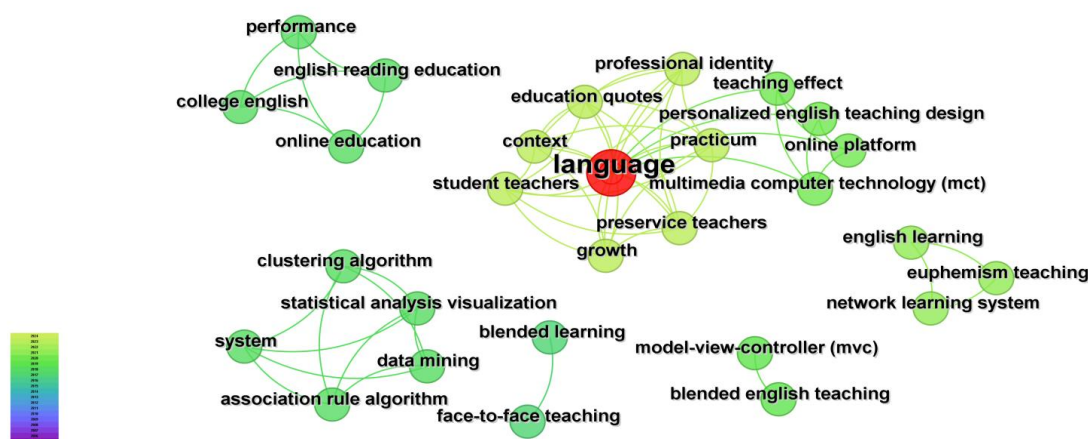 performance
english reading education
college english
online education
professional identity
teaching effect
education quotes
personalized english teaching design
context
practicum
online platform
language
student teachers
multimedia computer technology (mct)
preservice teachers
growth
english learning
euphemism teaching
network learning system
clustering algorithm
statistical analysis visualization
system
data mining
association rule algorithm
blended learning
face-to-face teaching
model-view-controller (mvc)
blended english teaching